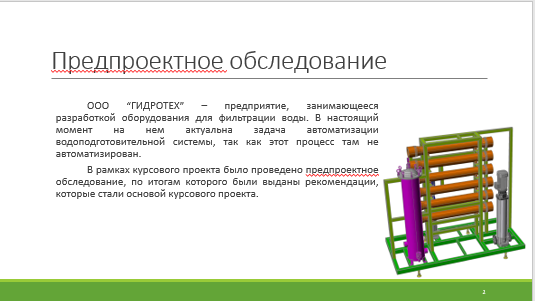 Предпроектное обследование
ООО “ГИДРОТЕХ” – предприятие, занимающееся
разработкой оборудования для фильтрации воды. В настоящий
момент на нем актуальна задача автоматизации
водоподготовительной системы, так как этот процесс там не
автоматизирован.
В рамках курсового проекта было проведено предпроектное
обследование, по итогам которого были выданы рекомендации,
которые стали основой курсового проекта.
1